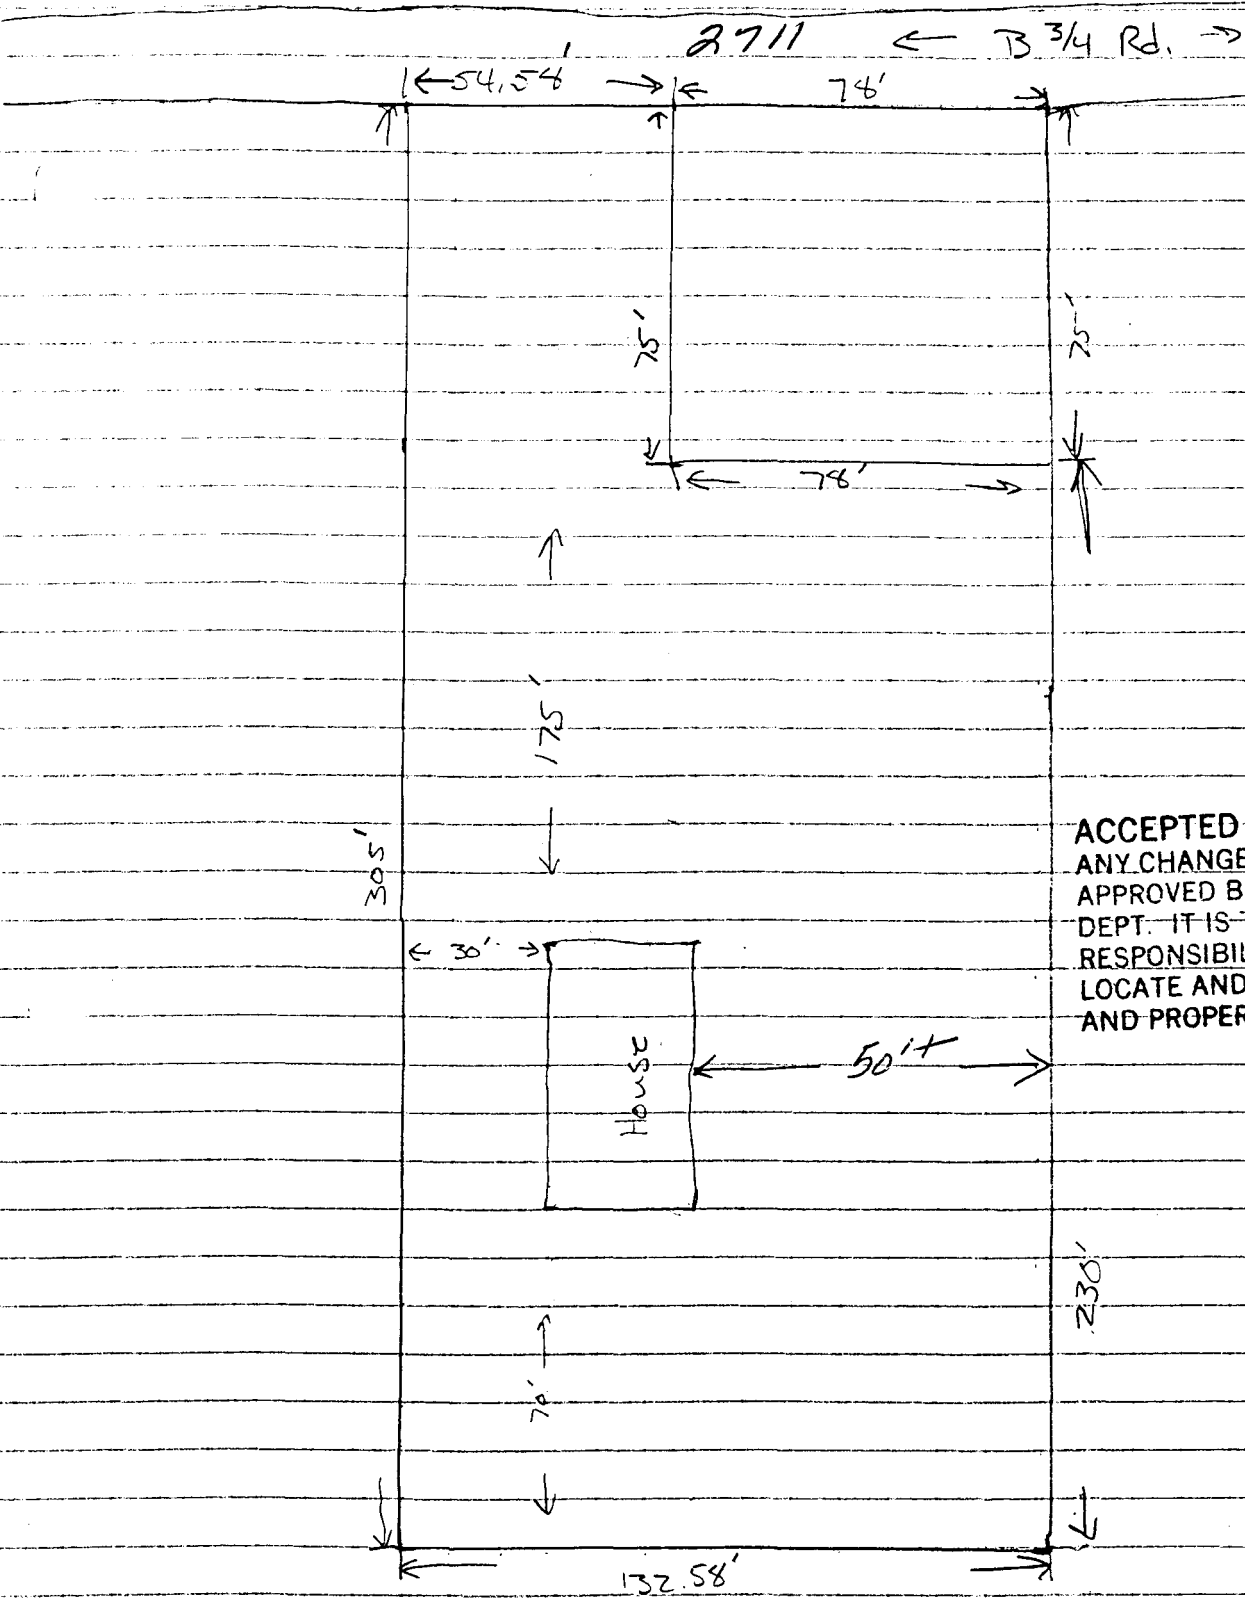 2711 ← B 3/4 Rd. →
←54.58' → ← 78' →
75'
75'
← 78' →
175'
305'
ACCEPTED
ANY CHANGE
APPROVED B
DEPT. IT IS T
RESPONSIBIL
LOCATE AND
AND PROPER
← 30' →
House
← 50'± →
230'
70'
132.58'